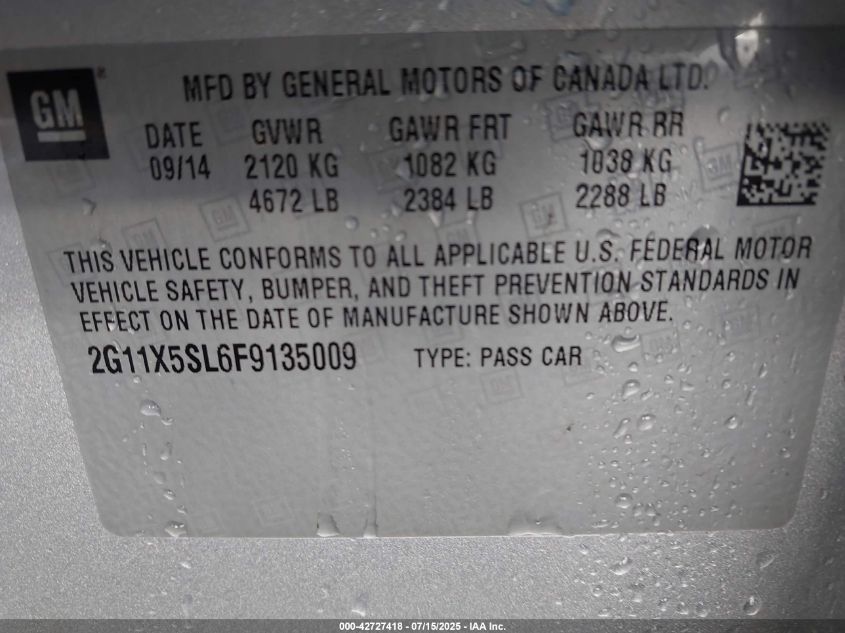 GM
MFD BY GENERAL MOTORS OF CANADA LTD.
DATE GVWR GAWR FRT GAWR RR
09/14 2120 KG 1082 KG 1038 KG
4672 LB 2384 LB 2288 LB
THIS VEHICLE CONFORMS TO ALL APPLICABLE U.S. FEDERAL MOTOR
VEHICLE SAFETY, BUMPER, AND THEFT PREVENTION STANDARDS IN
EFFECT ON THE DATE OF MANUFACTURE SHOWN ABOVE.
2G11X5SL6F9135009 TYPE: PASS CAR
000-42727418 - 07/15/2025 - IAA Inc.